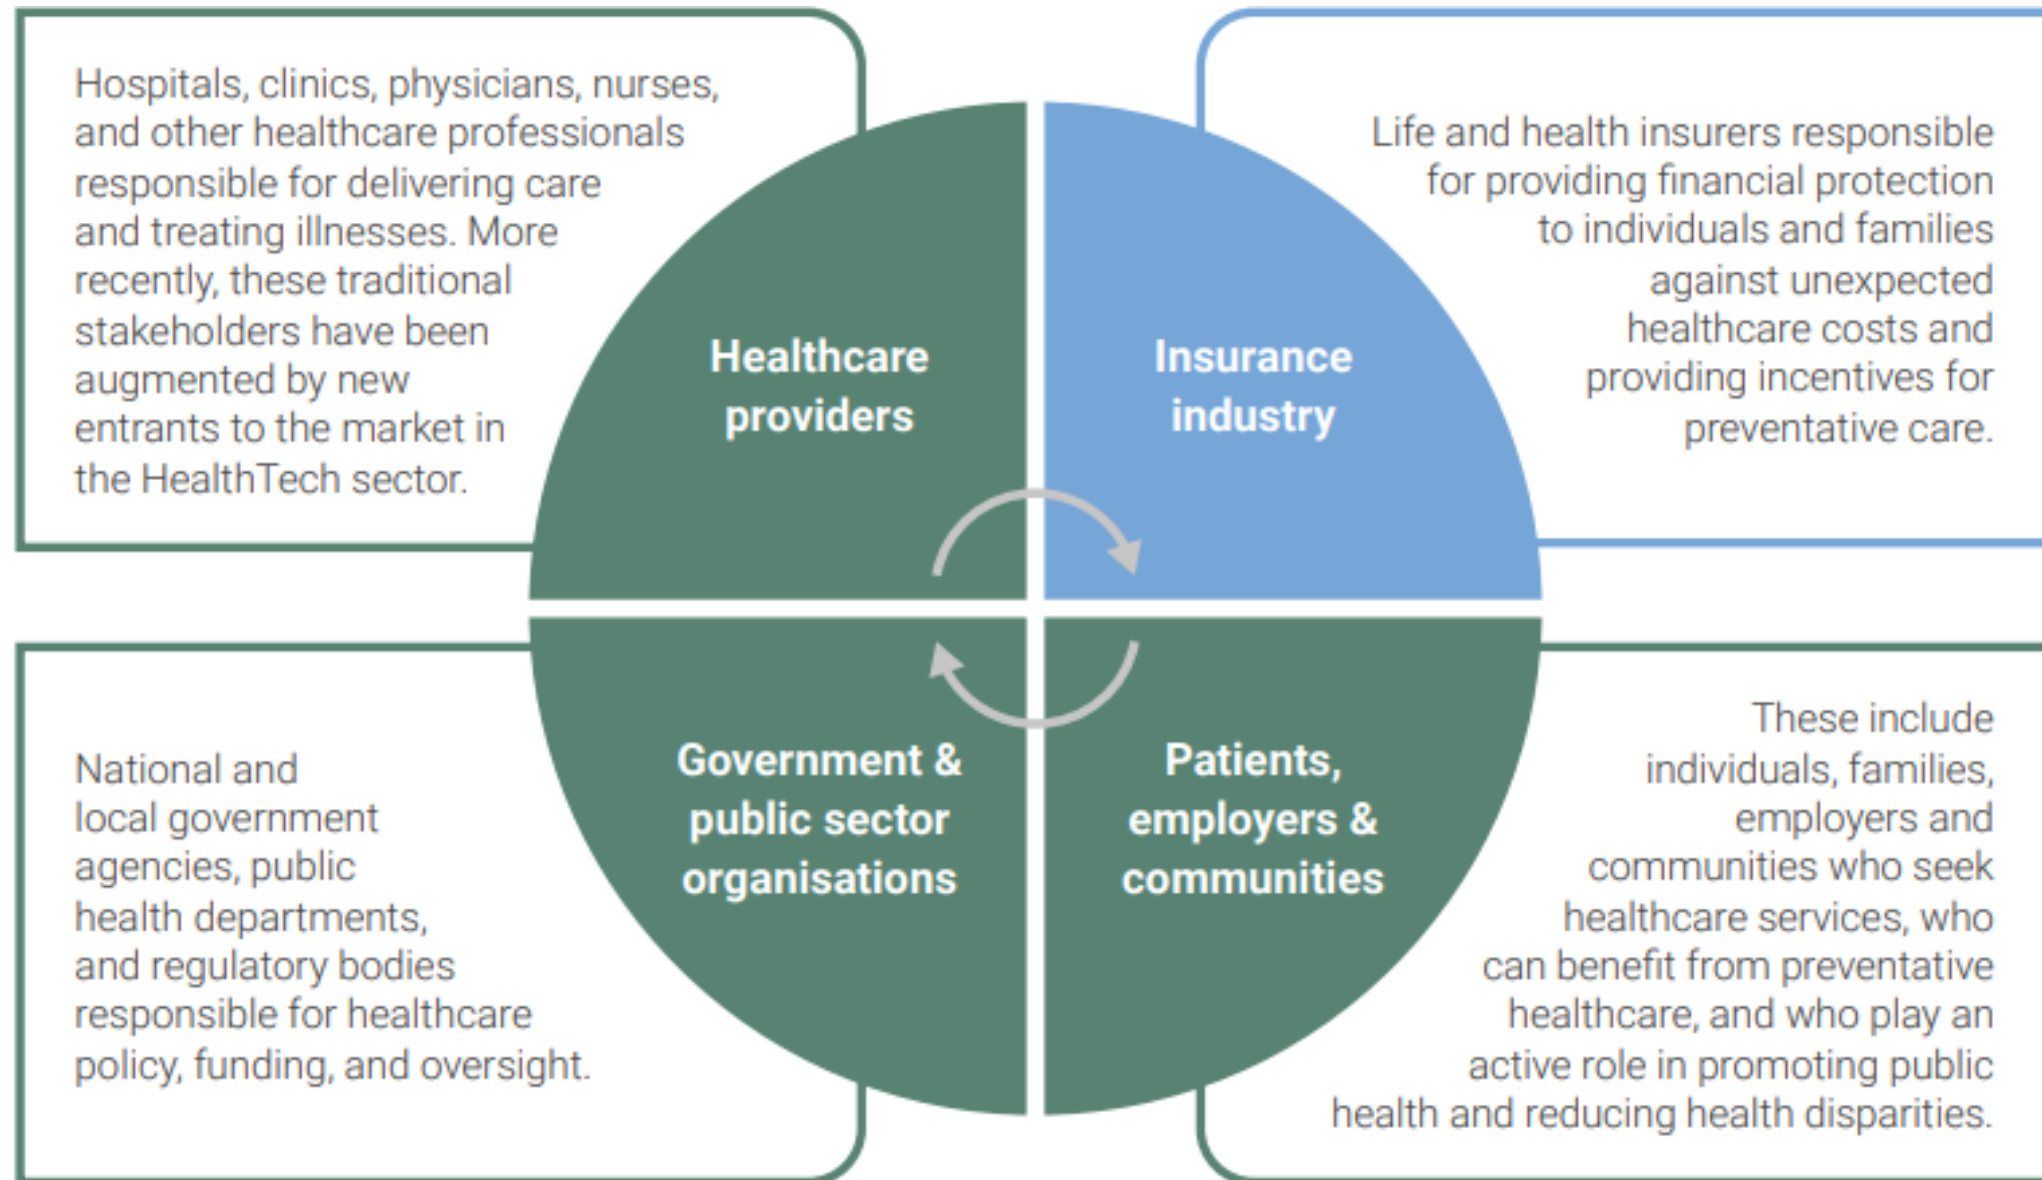 Hospitals, clinics, physicians, nurses,
and other healthcare professionals
responsible for delivering care
and treating illnesses. More
recently, these traditional
stakeholders have been
augmented by new
entrants to the market in
the HealthTech sector.
Healthcare
providers
Insurance
industry
Life and health insurers responsible
for providing financial protection
to individuals and families
against unexpected
healthcare costs and
providing incentives for
preventative care.
National and
local government
agencies, public
health departments,
and regulatory bodies
responsible for healthcare
policy, funding, and oversight.
Government &
public sector
organisations
Patients,
employers &
communities
These include
individuals, families,
employers and
communities who seek
healthcare services, who
can benefit from preventative
healthcare, and who play an
active role in promoting public
health and reducing health disparities.